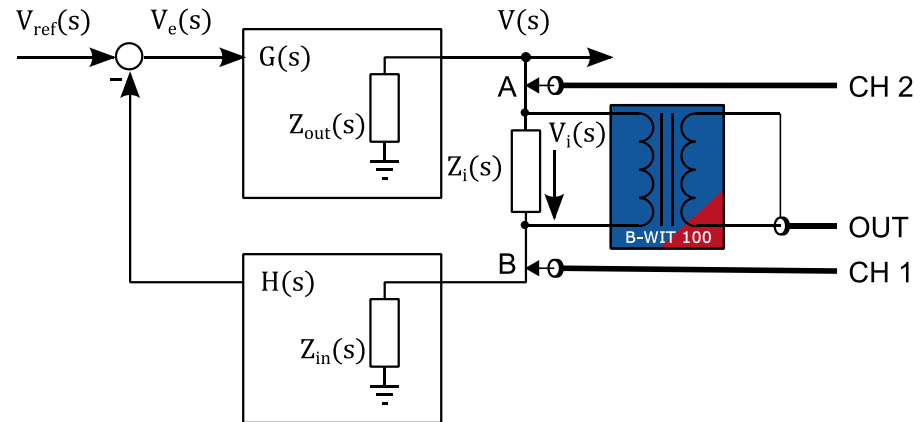 V_ref(s)
V_e(s)
G(s)
V(s)
A
CH 2
Z_out(s)
Z_i(s)
V_i(s)
B-WIT 100
OUT
B
CH 1
H(s)
Z_in(s)
-